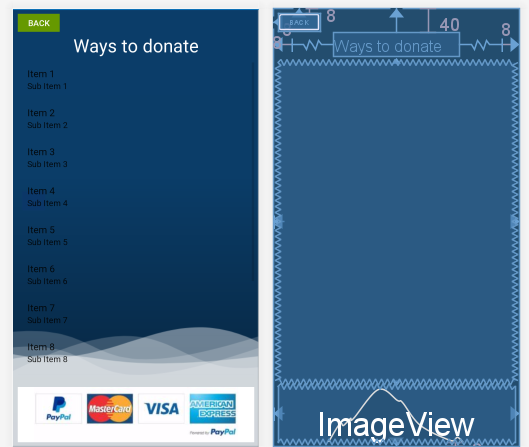 BACK
Ways to donate
Item 1
Sub Item 1
Item 2
Sub Item 2
Item 3
Sub Item 3
Item 4
Sub Item 4
Item 5
Sub Item 5
Item 6
Sub Item 6
Item 7
Sub Item 7
Item 8
Sub Item 8
PayPal
MasterCard
VISA
AMERICAN EXPRESS
Powered by PayPal
8
BACK
40
8
8
Ways to donate
ImageView